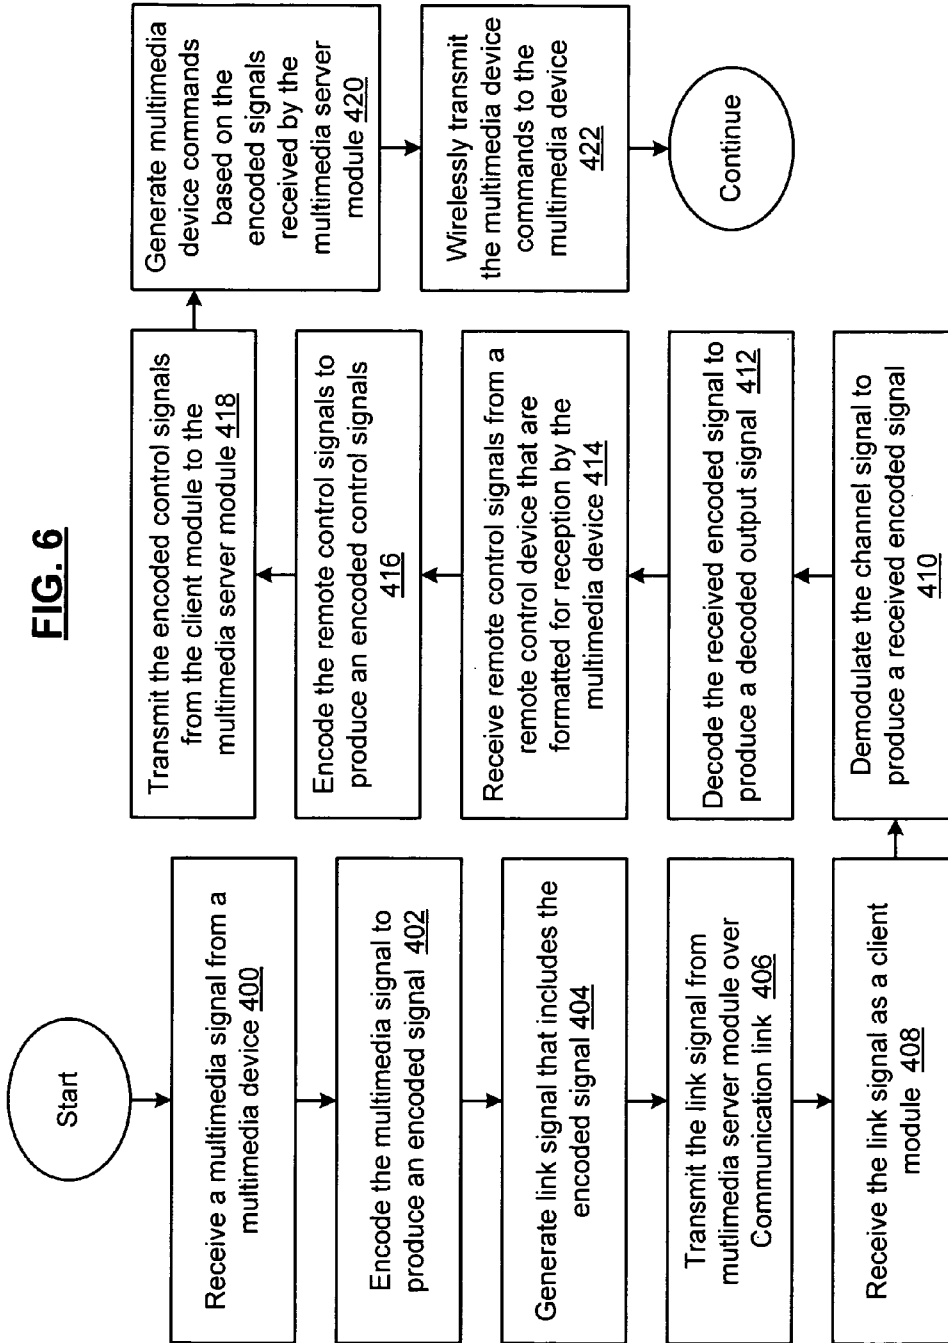 FIG. 6
Start
Receive a multimedia signal from a
multimedia device 400
Encode the multimedia signal to
produce an encoded signal 402
Generate link signal that includes the
encoded signal 404
Transmit the link signal from
mutlimedia server module over
Communication link 406
Receive the link signal as a client
module 408
Demodulate the channel signal to
produce a received encoded signal
410
Decode the received encoded signal to
produce a decoded output signal 412
Receive remote control signals from a
remote control device that are
formatted for reception by the
multimedia device 414
Encode the remote control signals to
produce an encoded control signals
416
Transmit the encoded control signals
from the client module to the
multimedia server module 418
Generate multimedia
device commands
based on the
encoded signals
received by the
multimedia server
module 420
Wirelessly transmit
the multimedia device
commands to the
multimedia device
422
Continue